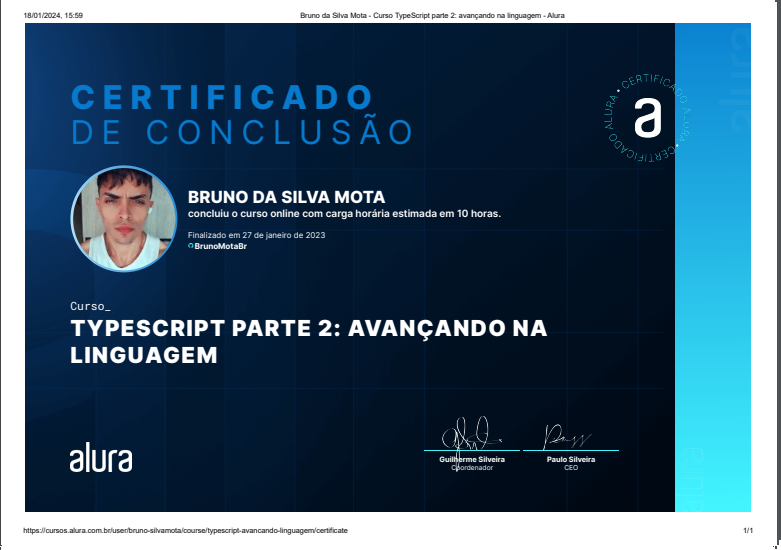 18/01/2024, 15:59
Bruno da Silva Mota - Curso TypeScript parte 2: avançando na linguagem - Alura
CERTIFICADO
DE CONCLUSÃO
CERTIFICADO ALURA • CERTIFICADO ALURA •
a
alura
BRUNO DA SILVA MOTA
concluiu o curso online com carga horária estimada em 10 horas.
Finalizado em 27 de janeiro de 2023
BrunoMotaBr
Curso_
TYPESCRIPT PARTE 2: AVANÇANDO NA
LINGUAGEM
alura
Guilherme Silveira
Coordenador
Paulo Silveira
CEO
alura
https://cursos.alura.com.br/user/bruno-silvamota/course/typescript-avancando-linguagem/certificate
1/1